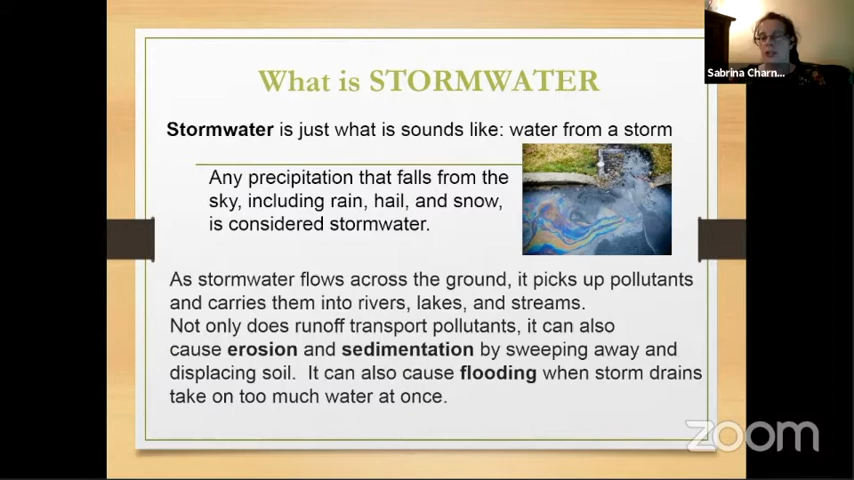 What is STORMWATER
Stormwater is just what is sounds like: water from a storm
Any precipitation that falls from the
sky, including rain, hail, and snow,
is considered stormwater.
As stormwater flows across the ground, it picks up pollutants
and carries them into rivers, lakes, and streams.
Not only does runoff transport pollutants, it can also
cause erosion and sedimentation by sweeping away and
displacing soil. It can also cause flooding when storm drains
take on too much water at once.
Sabrina Charn...
zoom